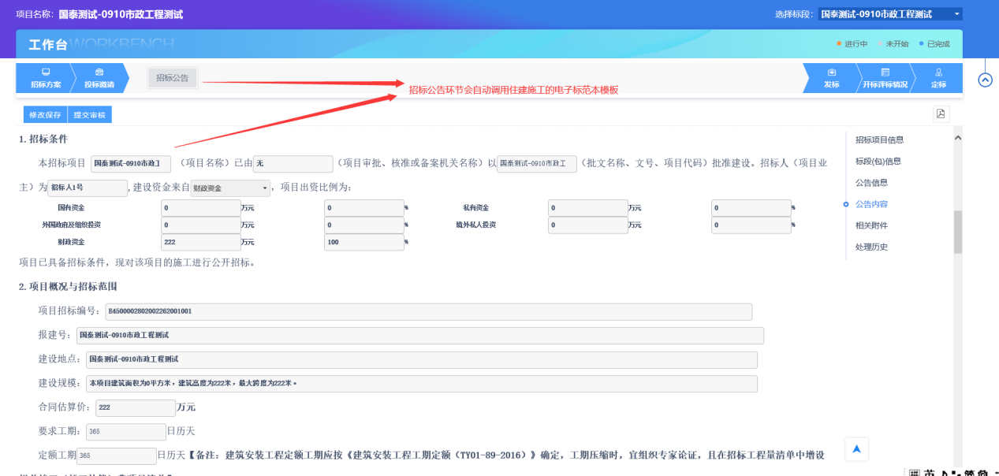 项目名称: 国泰测试-0910市政工程测试 选择标段: 国泰测试-0910市政工程测试
工作台WORKBENCH 进行中 未开始 已完成
招标方案 投标邀请 招标公告 发标 开标评标情况 定标
招标公告环节会自动调用住建施工的电子标范本模板
修改保存 提交审核
1. 招标条件
本招标项目 国泰测试-0910市政工 （项目名称）已由 无 （项目审批、核准或备案机关名称）以 国泰测试-0910市政工 （批文名称、文号、项目代码）批准建设。招标人（项目业
主）为 招标人1号 ,建设资金来自 财政资金 ，项目出资比例为:
国有资金 0 万元 0 % 私有资金 0 万元 0 %
外国政府及组织投资 0 万元 0 % 境外私人投资 0 万元 0 %
财政资金 222 万元 100 %
项目已具备招标条件，现对该项目的施工进行公开招标。
2. 项目概况与招标范围
项目招标编号: B4500002802002262001001
报建号: 国泰测试-0910市政工程测试
建设地点: 国泰测试-0910市政工程测试
建设规模: 本项目建筑面积为0平方米，建筑高度为222米，最大跨度为222米。
合同估算价: 222 万元
要求工期: 365 日历天
定额工期 365 日历天【备注: 建筑安装工程定额工期应按《建筑安装工程工期定额（TY01-89-2016）》确定，工期压缩时，宜组织专家论证，且在招标工程量清单中增设
招标项目信息
标段(包)信息
公告信息
公告内容
相关附件
处理历史